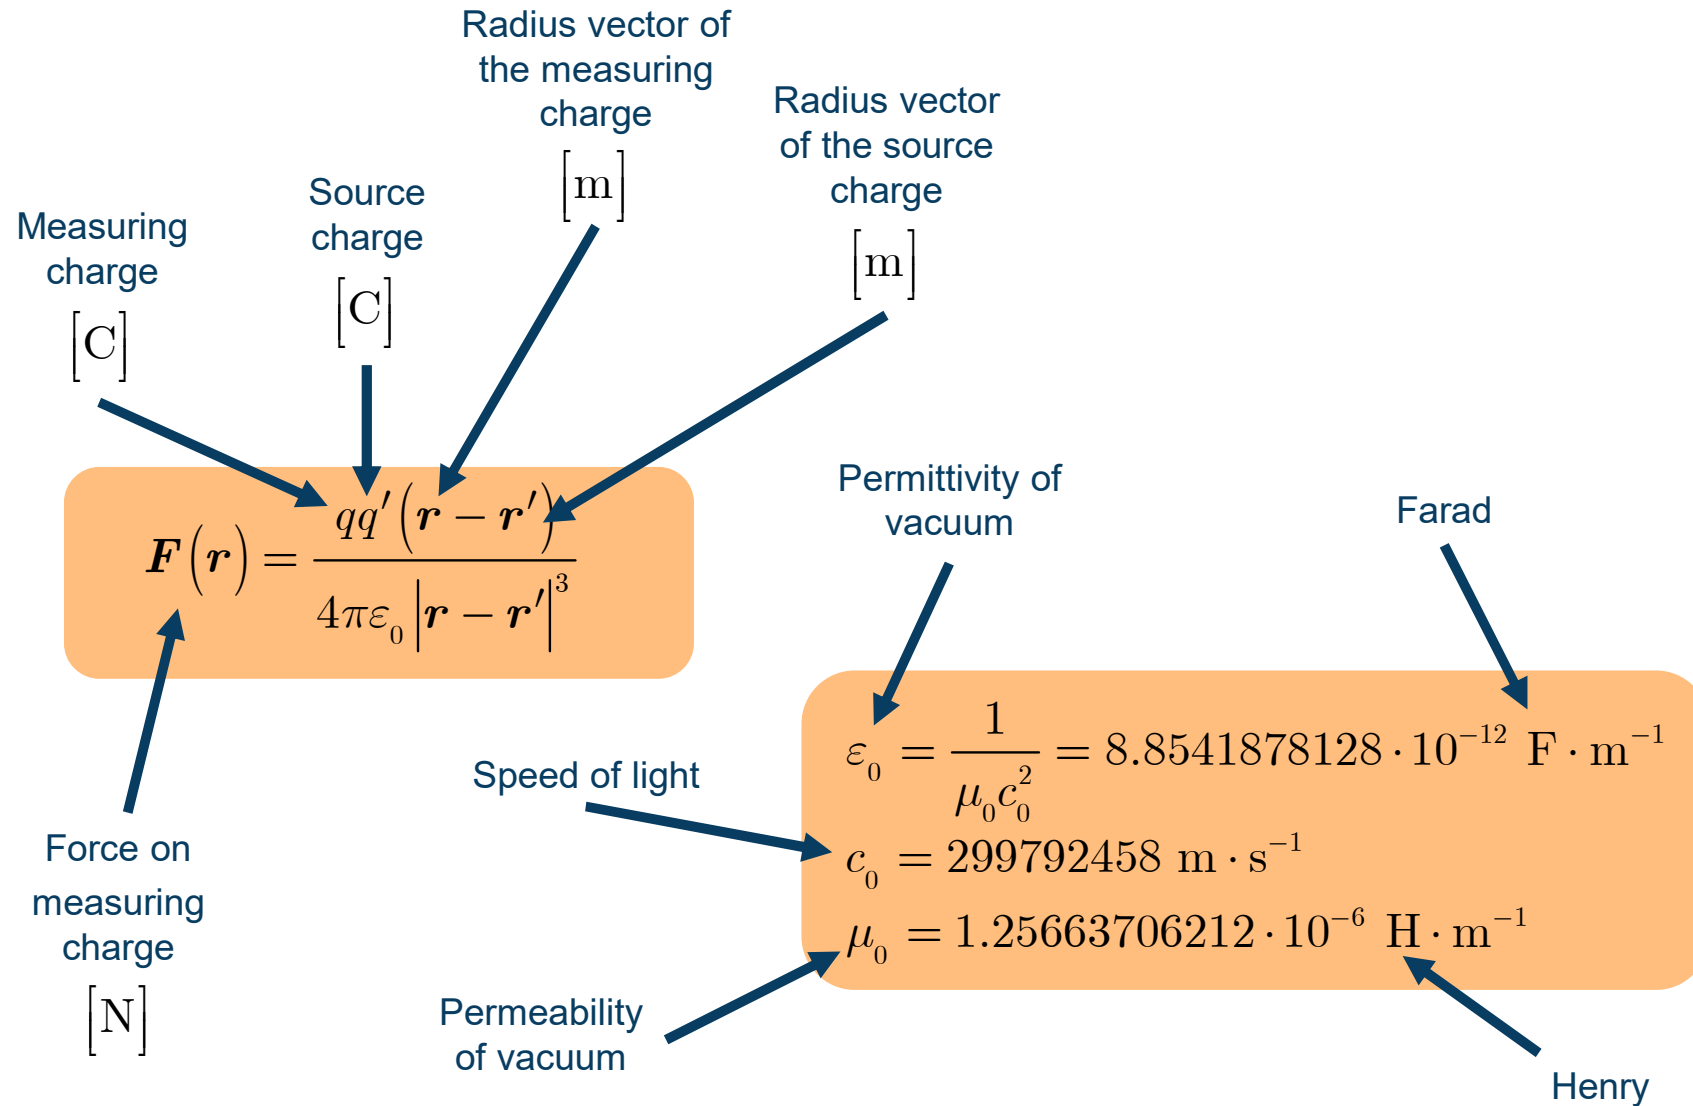 Radius vector of
the measuring
charge
[m]
Radius vector
of the source
charge
[m]
Source
charge
[C]
Measuring
charge
[C]
F(r) = qq′(r − r′) / 4πε₀|r − r′|³
Permittivity of
vacuum
Farad
ε₀ = 1 / μ₀c₀² = 8.8541878128 · 10⁻¹² F · m⁻¹
Speed of light
c₀ = 299792458 m · s⁻¹
μ₀ = 1.25663706212 · 10⁻⁶ H · m⁻¹
Force on
measuring
charge
[N]
Permeability
of vacuum
Henry